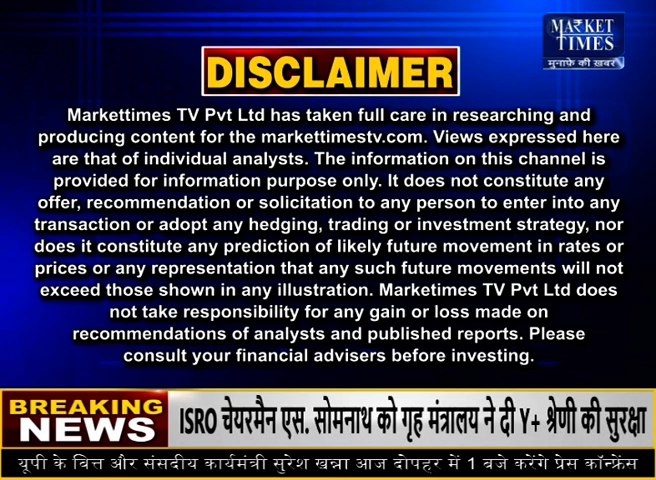 MARKET
TIMES
मुनाफे की ख़बर
DISCLAIMER
Markettimes TV Pvt Ltd has taken full care in researching and
producing content for the markettimestv.com. Views expressed here
are that of individual analysts. The information on this channel is
provided for information purpose only. It does not constitute any
offer, recommendation or solicitation to any person to enter into any
transaction or adopt any hedging, trading or investment strategy, nor
does it constitute any prediction of likely future movement in rates or
prices or any representation that any such future movements will not
exceed those shown in any illustration. Marketimes TV Pvt Ltd does
not take responsibility for any gain or loss made on
recommendations of analysts and published reports. Please
consult your financial advisers before investing.
BREAKING
NEWS
ISRO चेयरमैन एस. सोमनाथ को गृह मंत्रालय ने दी Y+ श्रेणी की सुरक्षा
यूपी के वित्त और संसदीय कार्यमंत्री सुरेश खन्ना आज दोपहर में 1 बजे करेंगे प्रेस कॉन्फ्रेंस